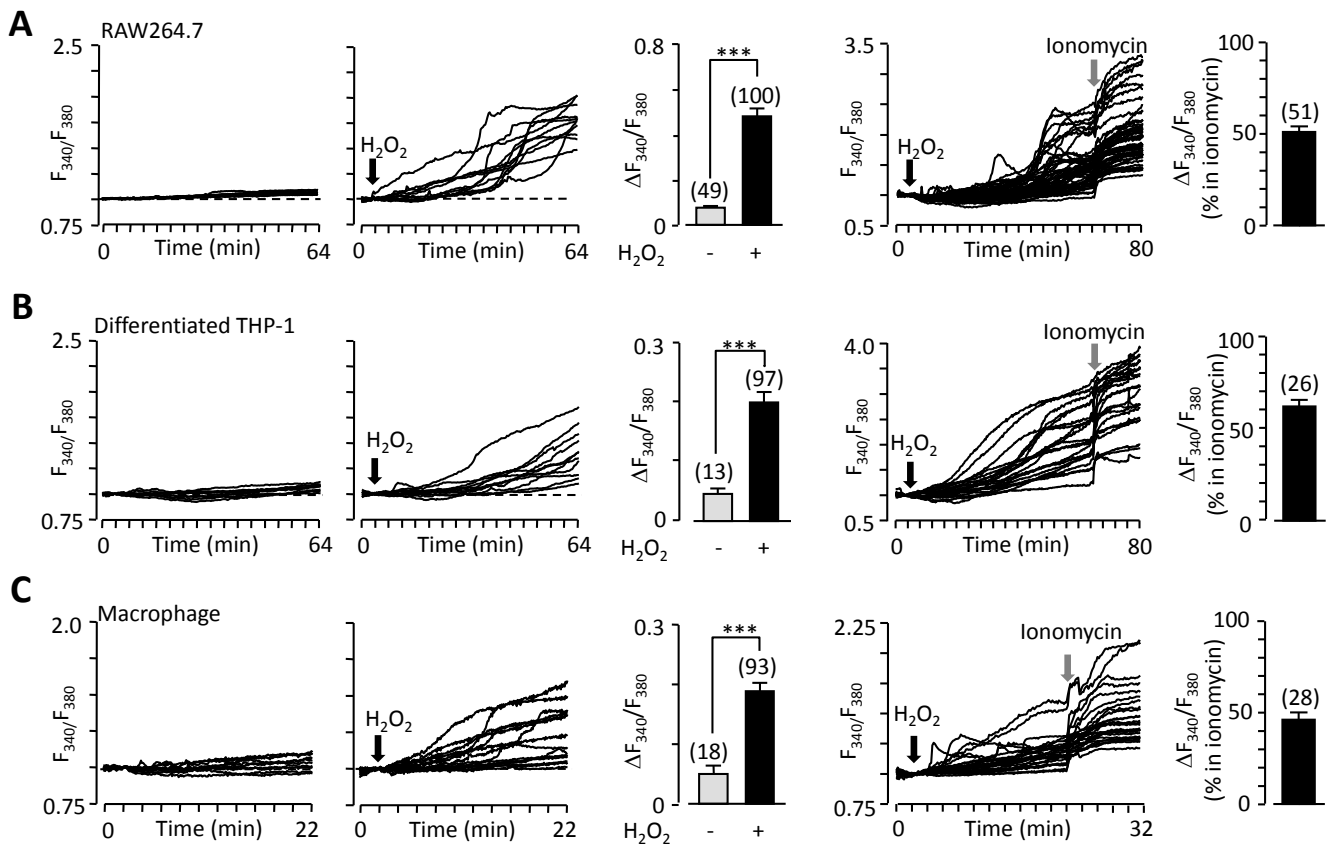 A
RAW264.7
2.5
F340/F380
0.75
H2O2
0
Time (min)
64
0
Time (min)
64
0.8
ΔF340/F380
0
***
(49)
(100)
H2O2
-
+
3.5
F340/F380
0.5
H2O2
Ionomycin
0
Time (min)
80
100
50
0
ΔF340/F380
(% in ionomycin)
(51)
B
Differentiated THP-1
2.5
F340/F380
0.75
H2O2
0
Time (min)
64
0
Time (min)
64
0.3
ΔF340/F380
0
***
(13)
(97)
H2O2
-
+
4.0
F340/F380
0.5
H2O2
Ionomycin
0
Time (min)
80
100
50
0
ΔF340/F380
(% in ionomycin)
(26)
C
Macrophage
2.0
F340/F380
0.75
H2O2
0
Time (min)
22
0
Time (min)
22
0.3
ΔF340/F380
0
***
(18)
(93)
H2O2
-
+
2.25
F340/F380
0.75
H2O2
Ionomycin
0
Time (min)
32
100
50
0
ΔF340/F380
(% in ionomycin)
(28)